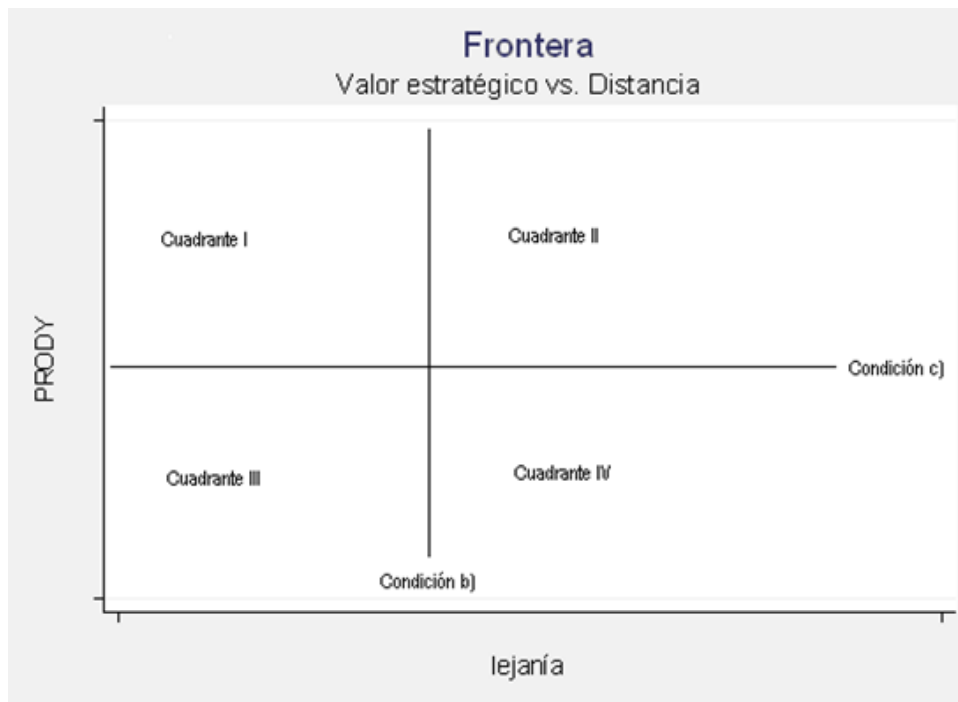 Frontera
Valor estratégico vs. Distancia
Cuadrante I
Cuadrante II
PRODY
Condición c)
Cuadrante III
Cuadrante IV
Condición b)
lejanía